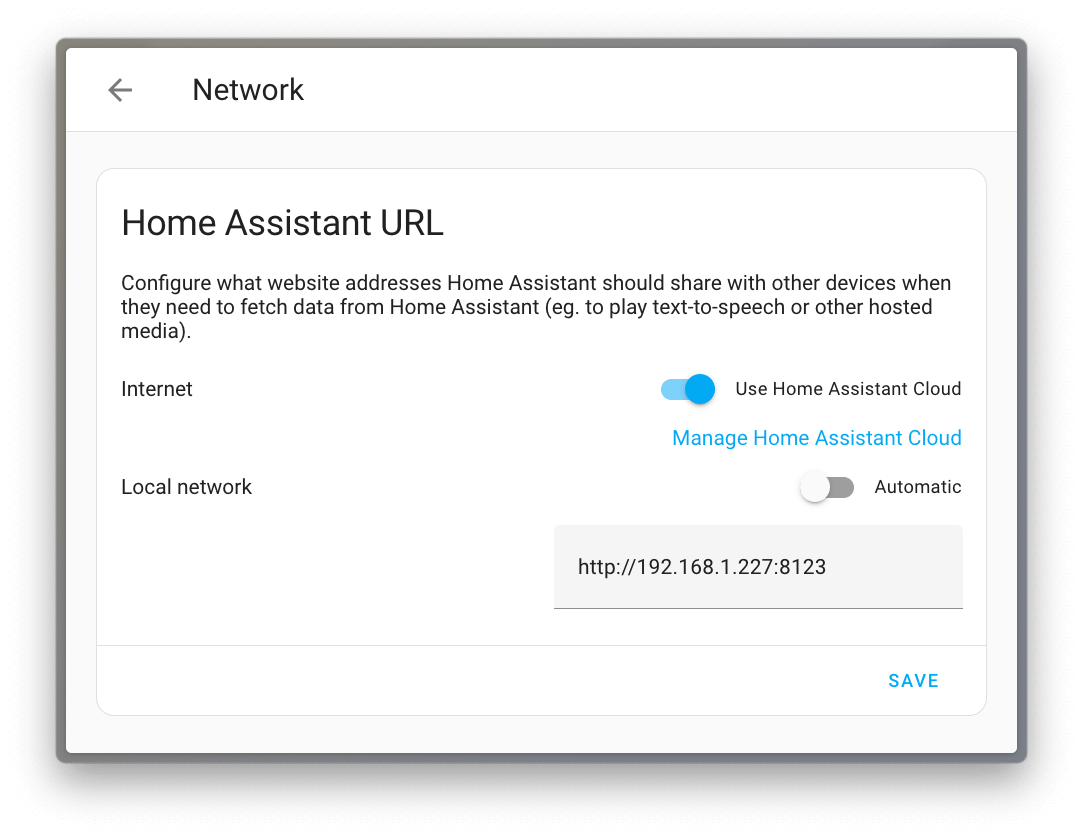 Network
Home Assistant URL
Configure what website addresses Home Assistant should share with other devices when
they need to fetch data from Home Assistant (eg. to play text-to-speech or other hosted
media).
Internet
Use Home Assistant Cloud
Manage Home Assistant Cloud
Local network
Automatic
http://192.168.1.227:8123
SAVE